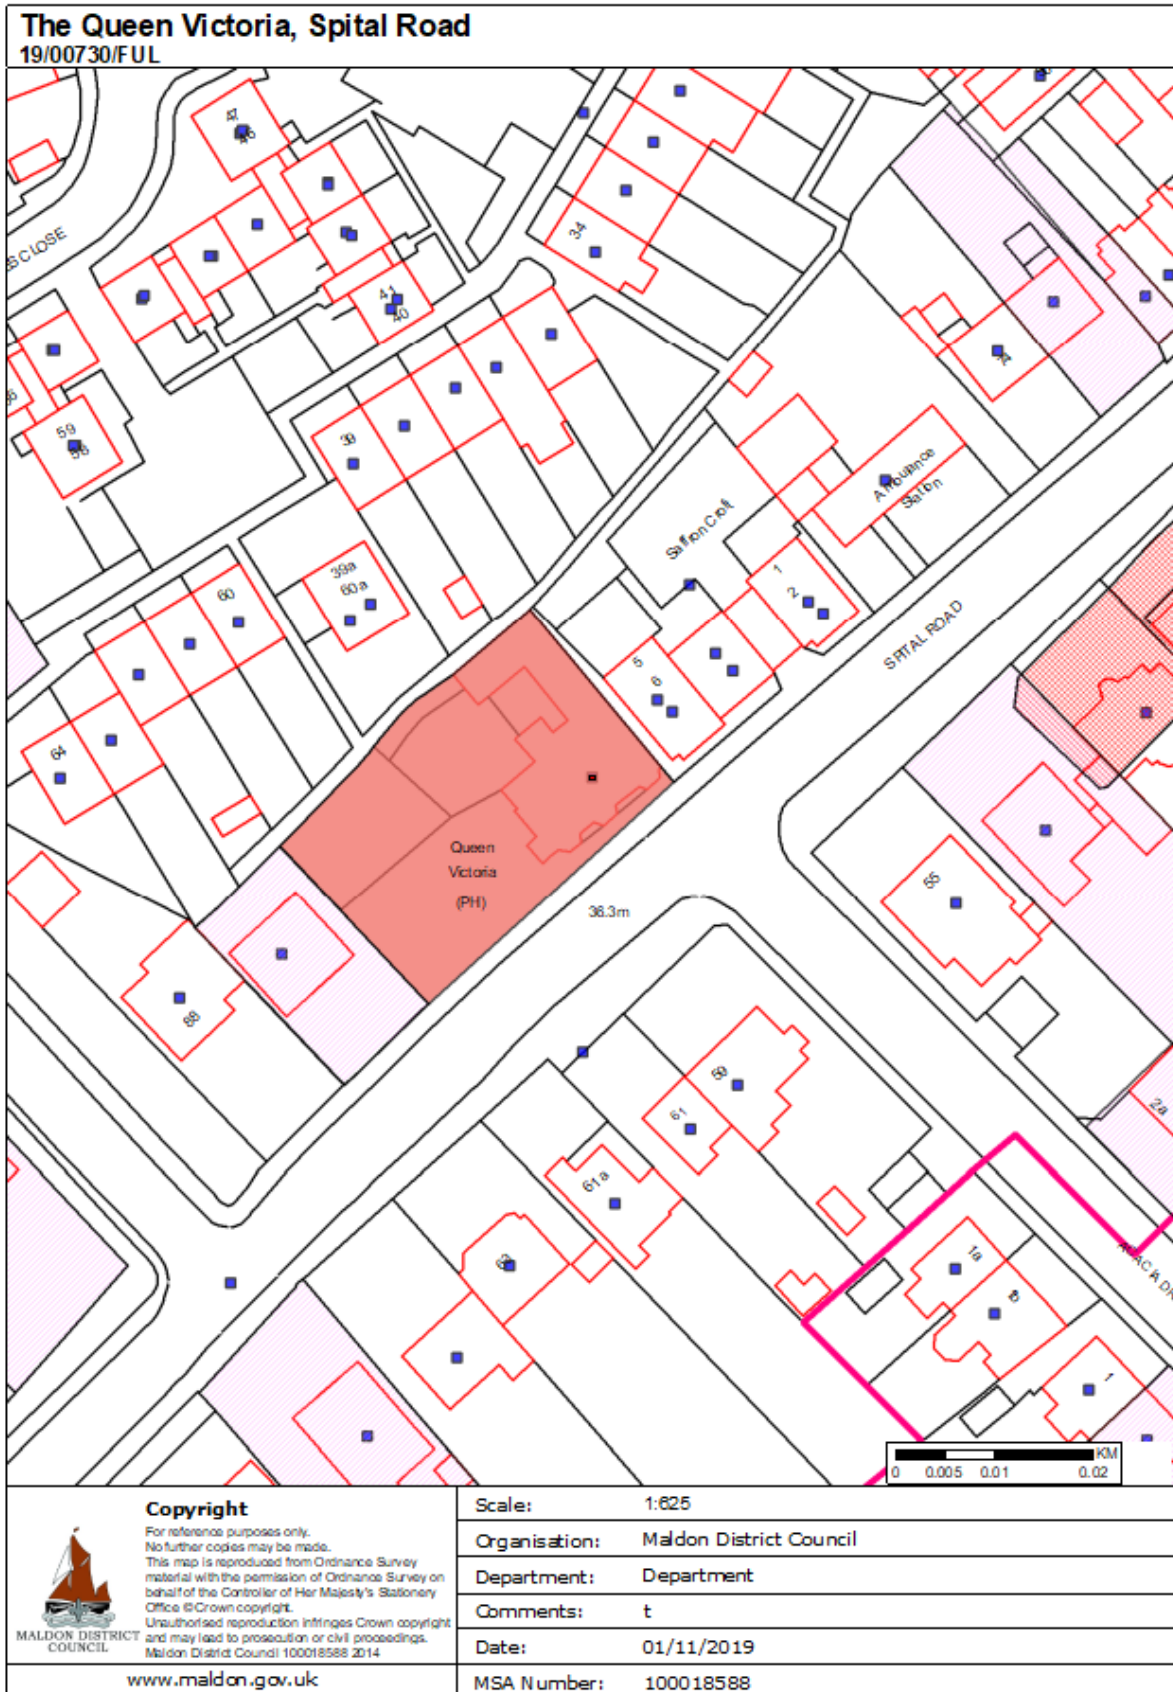 The Queen Victoria, Spital Road
19/00730/FUL
47
34
41
40
59
58
39
Ambulance
Station
Saffron Croft
39a
60a
60
1
2
SPITAL ROAD
5
6
64
Queen
Victoria
(PH)
36.3m
55
88
59
61
2a
61a
1a
ACACIA DR
1
KM
0 0.005 0.01 0.02
Copyright
For reference purposes only.
No further copies may be made.
This map is reproduced from Ordnance Survey
material with the permission of Ordnance Survey on
behalf of the Controller of Her Majesty's Stationery
Office © Crown copyright.
Unauthorised reproduction infringes Crown copyright
and may lead to prosecution or civil proceedings.
Maldon District Council 100018588 2014
MALDON DISTRICT
COUNCIL
www.maldon.gov.uk
Scale: 1:625
Organisation: Maldon District Council
Department: Department
Comments: t
Date: 01/11/2019
MSA Number: 100018588